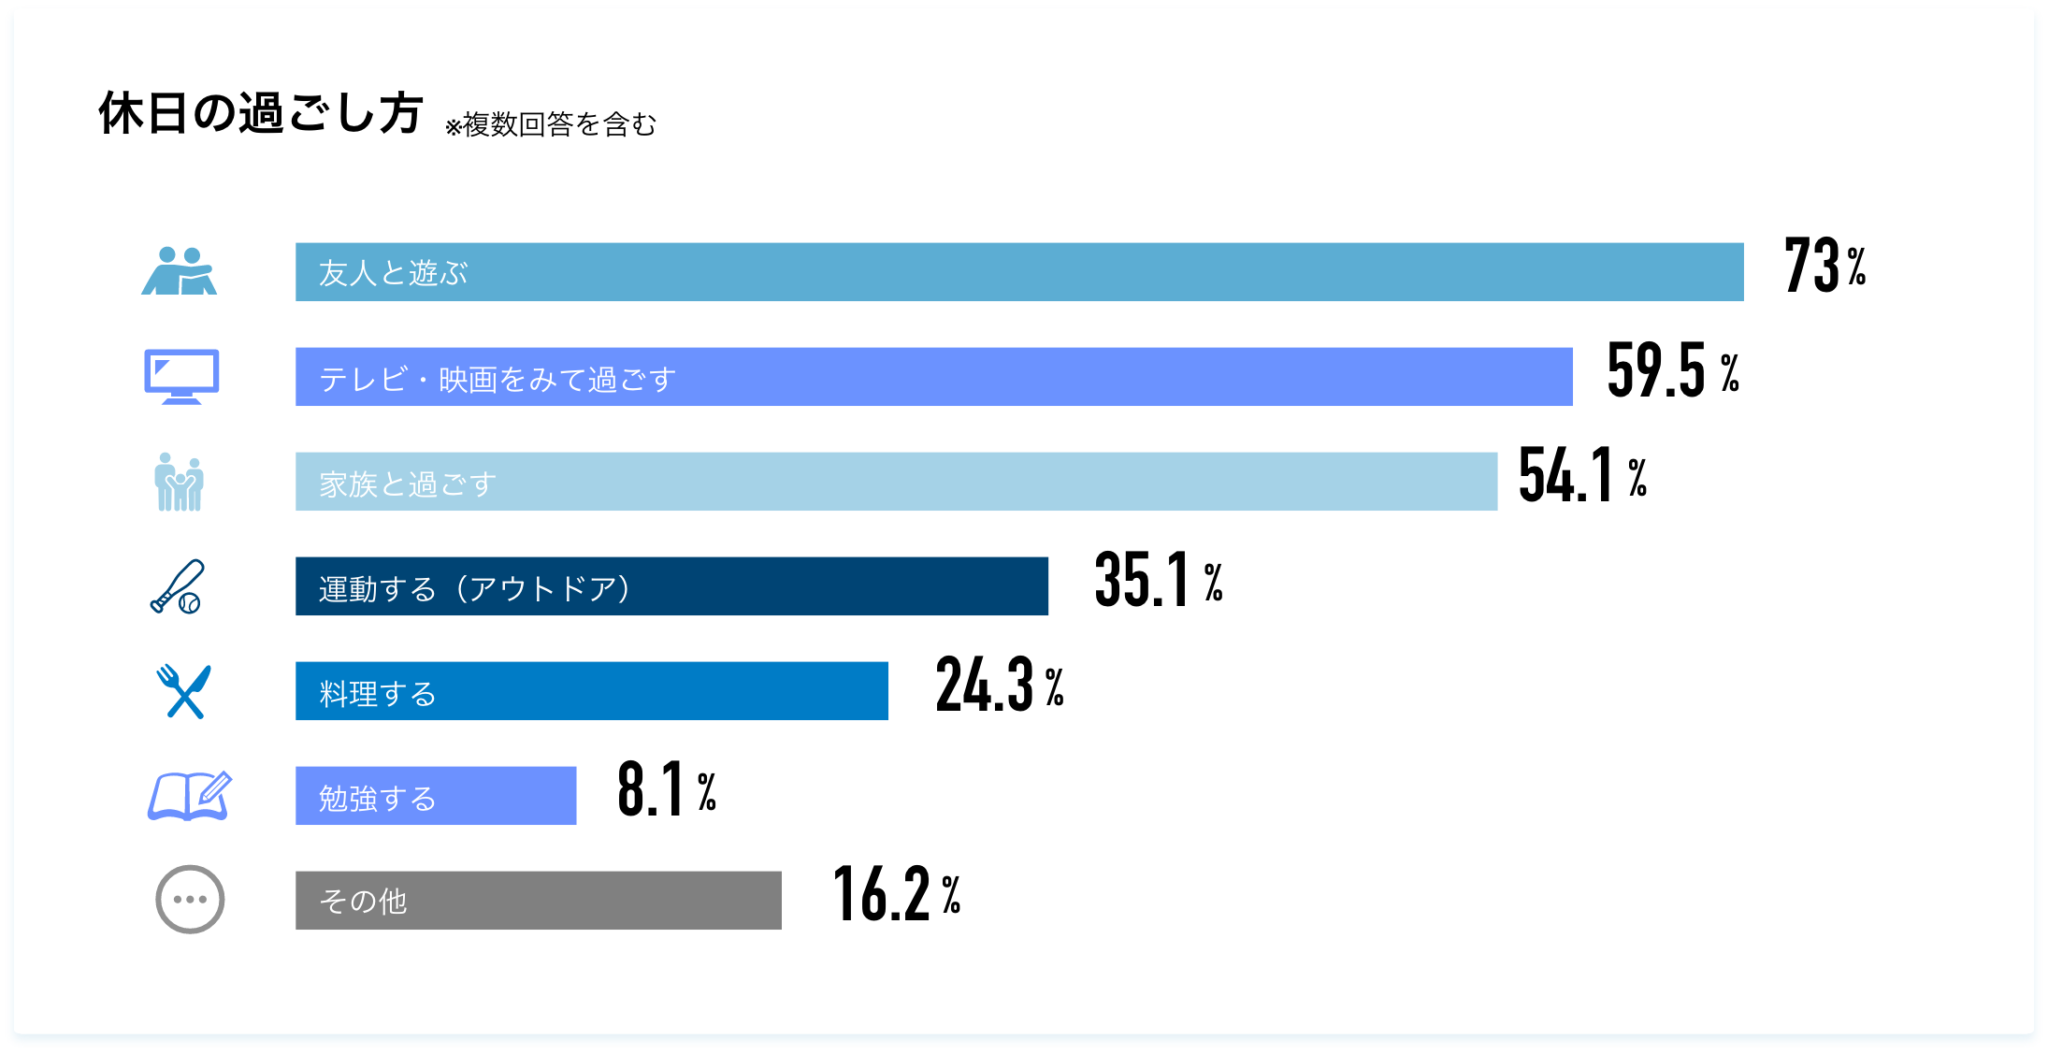 休日の過ごし方 ※複数回答を含む
友人と遊ぶ 73%
テレビ・映画をみて過ごす 59.5%
家族と過ごす 54.1%
運動する（アウトドア） 35.1%
料理する 24.3%
勉強する 8.1%
その他 16.2%